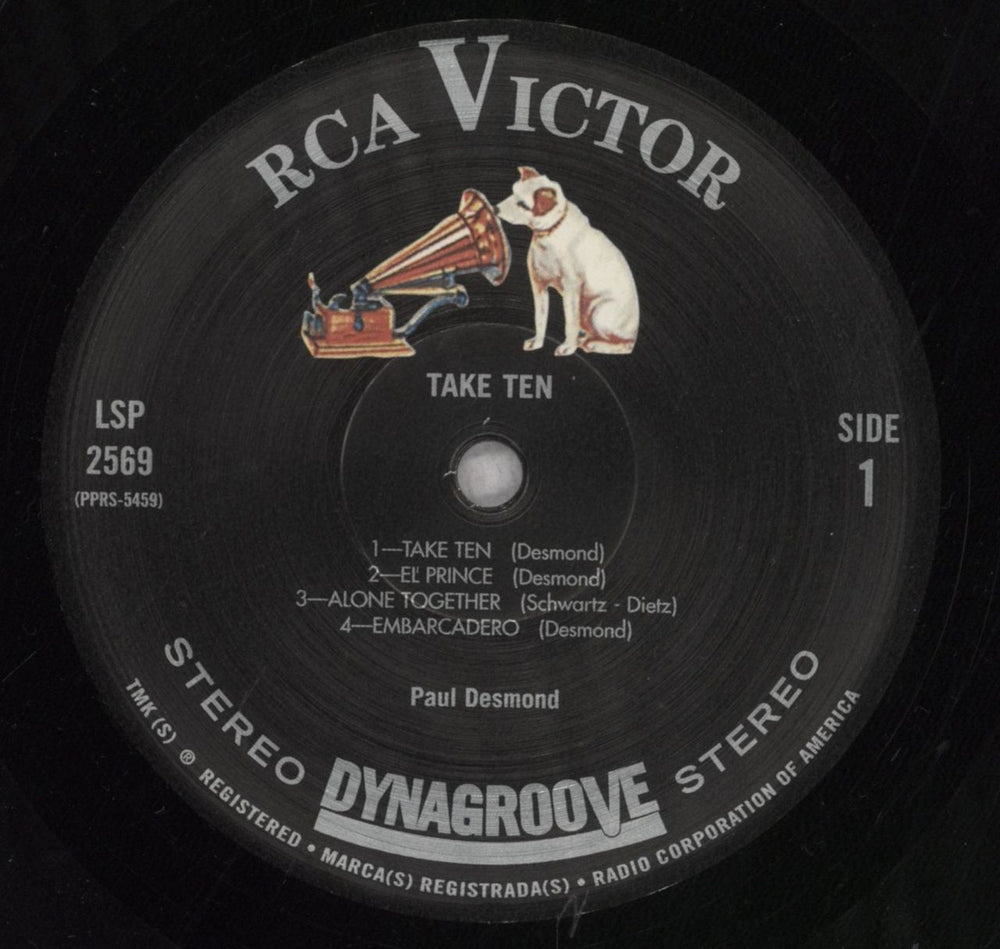 RCA VICTOR
TAKE TEN
LSP
2569
(PPRS-5459)
SIDE
1
1—TAKE TEN (Desmond)
2—EL' PRINCE (Desmond)
3—ALONE TOGETHER (Schwartz - Dietz)
4—EMBARCADERO (Desmond)
Paul Desmond
STEREO
DYNAGROOVE
STEREO
TMK (S) ® REGISTERED • MARCA(S) REGISTRADA(S) • RADIO CORPORATION OF AMERICA